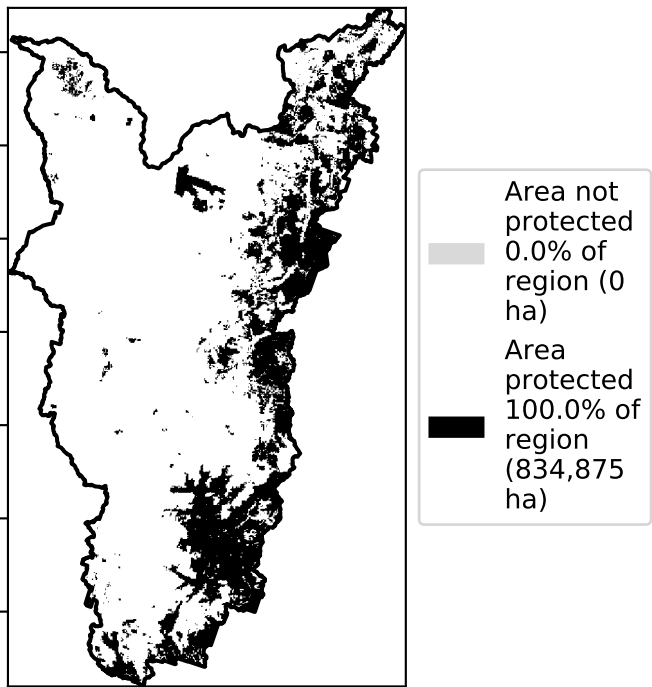 Area not
protected
0.0% of
region (0
ha)
Area
protected
100.0% of
region
(834,875
ha)